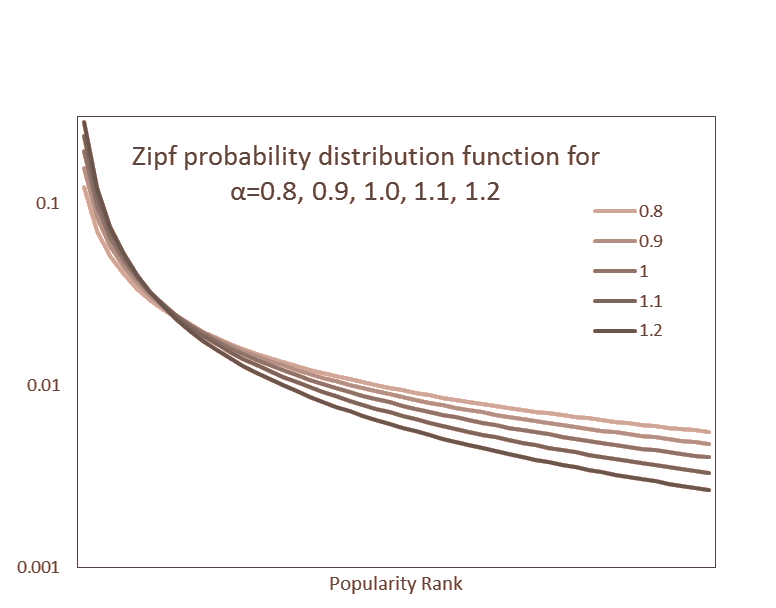 Zipf probability distribution function for
α=0.8, 0.9, 1.0, 1.1, 1.2
0.1
0.01
0.001
0.8
0.9
1
1.1
1.2
Popularity Rank